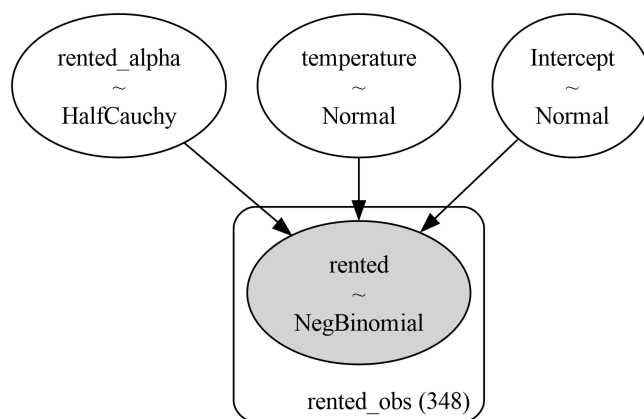 rented_alpha
~
HalfCauchy
temperature
~
Normal
Intercept
~
Normal
rented
~
NegBinomial
rented_obs (348)